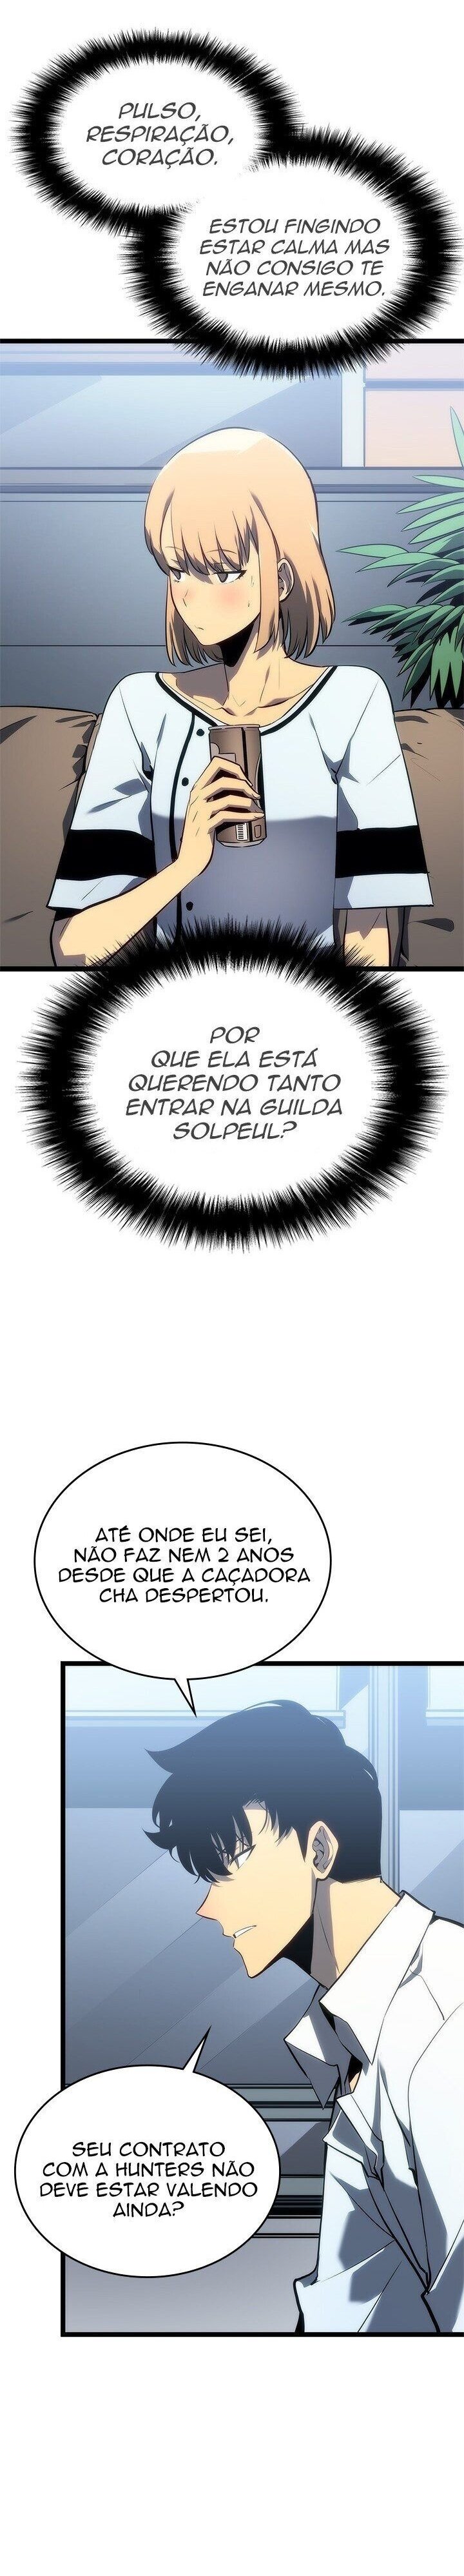 PULSO,
RESPIRAÇÃO,
CORAÇÃO.
ESTOU FINGINDO
ESTAR CALMA MAS
NÃO CONSIGO TE
ENGANAR MESMO.
POR
QUE ELA ESTÁ
QUERENDO TANTO
ENTRAR NA GUILDA
SOLPEUL?
ATÉ ONDE EU SEI,
NÃO FAZ NEM 2 ANOS
DESDE QUE A CAÇADORA
CHA DESPERTOU.
SEU CONTRATO
COM A HUNTERS NÃO
DEVE ESTAR VALENDO
AINDA?